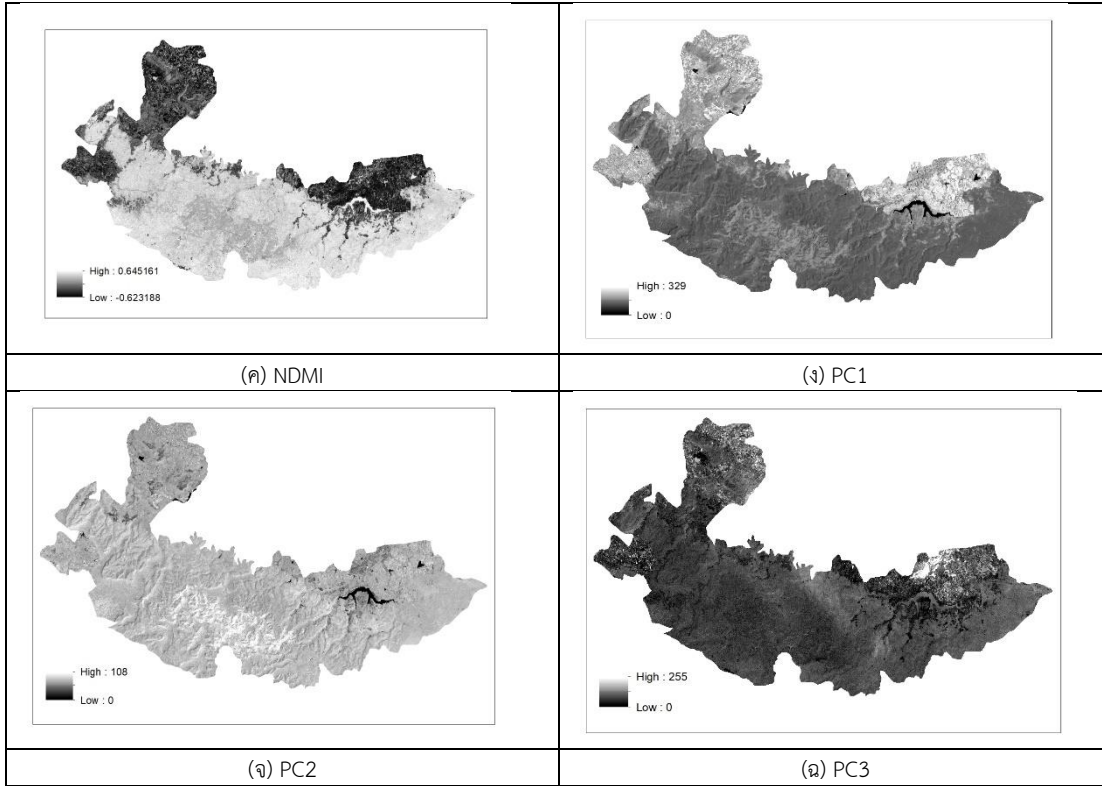 High : 0.645161
Low : -0.623188
High : 329
Low : 0
(ค) NDMI
(ง) PC1
High : 108
Low : 0
High : 255
Low : 0
(จ) PC2
(ฉ) PC3